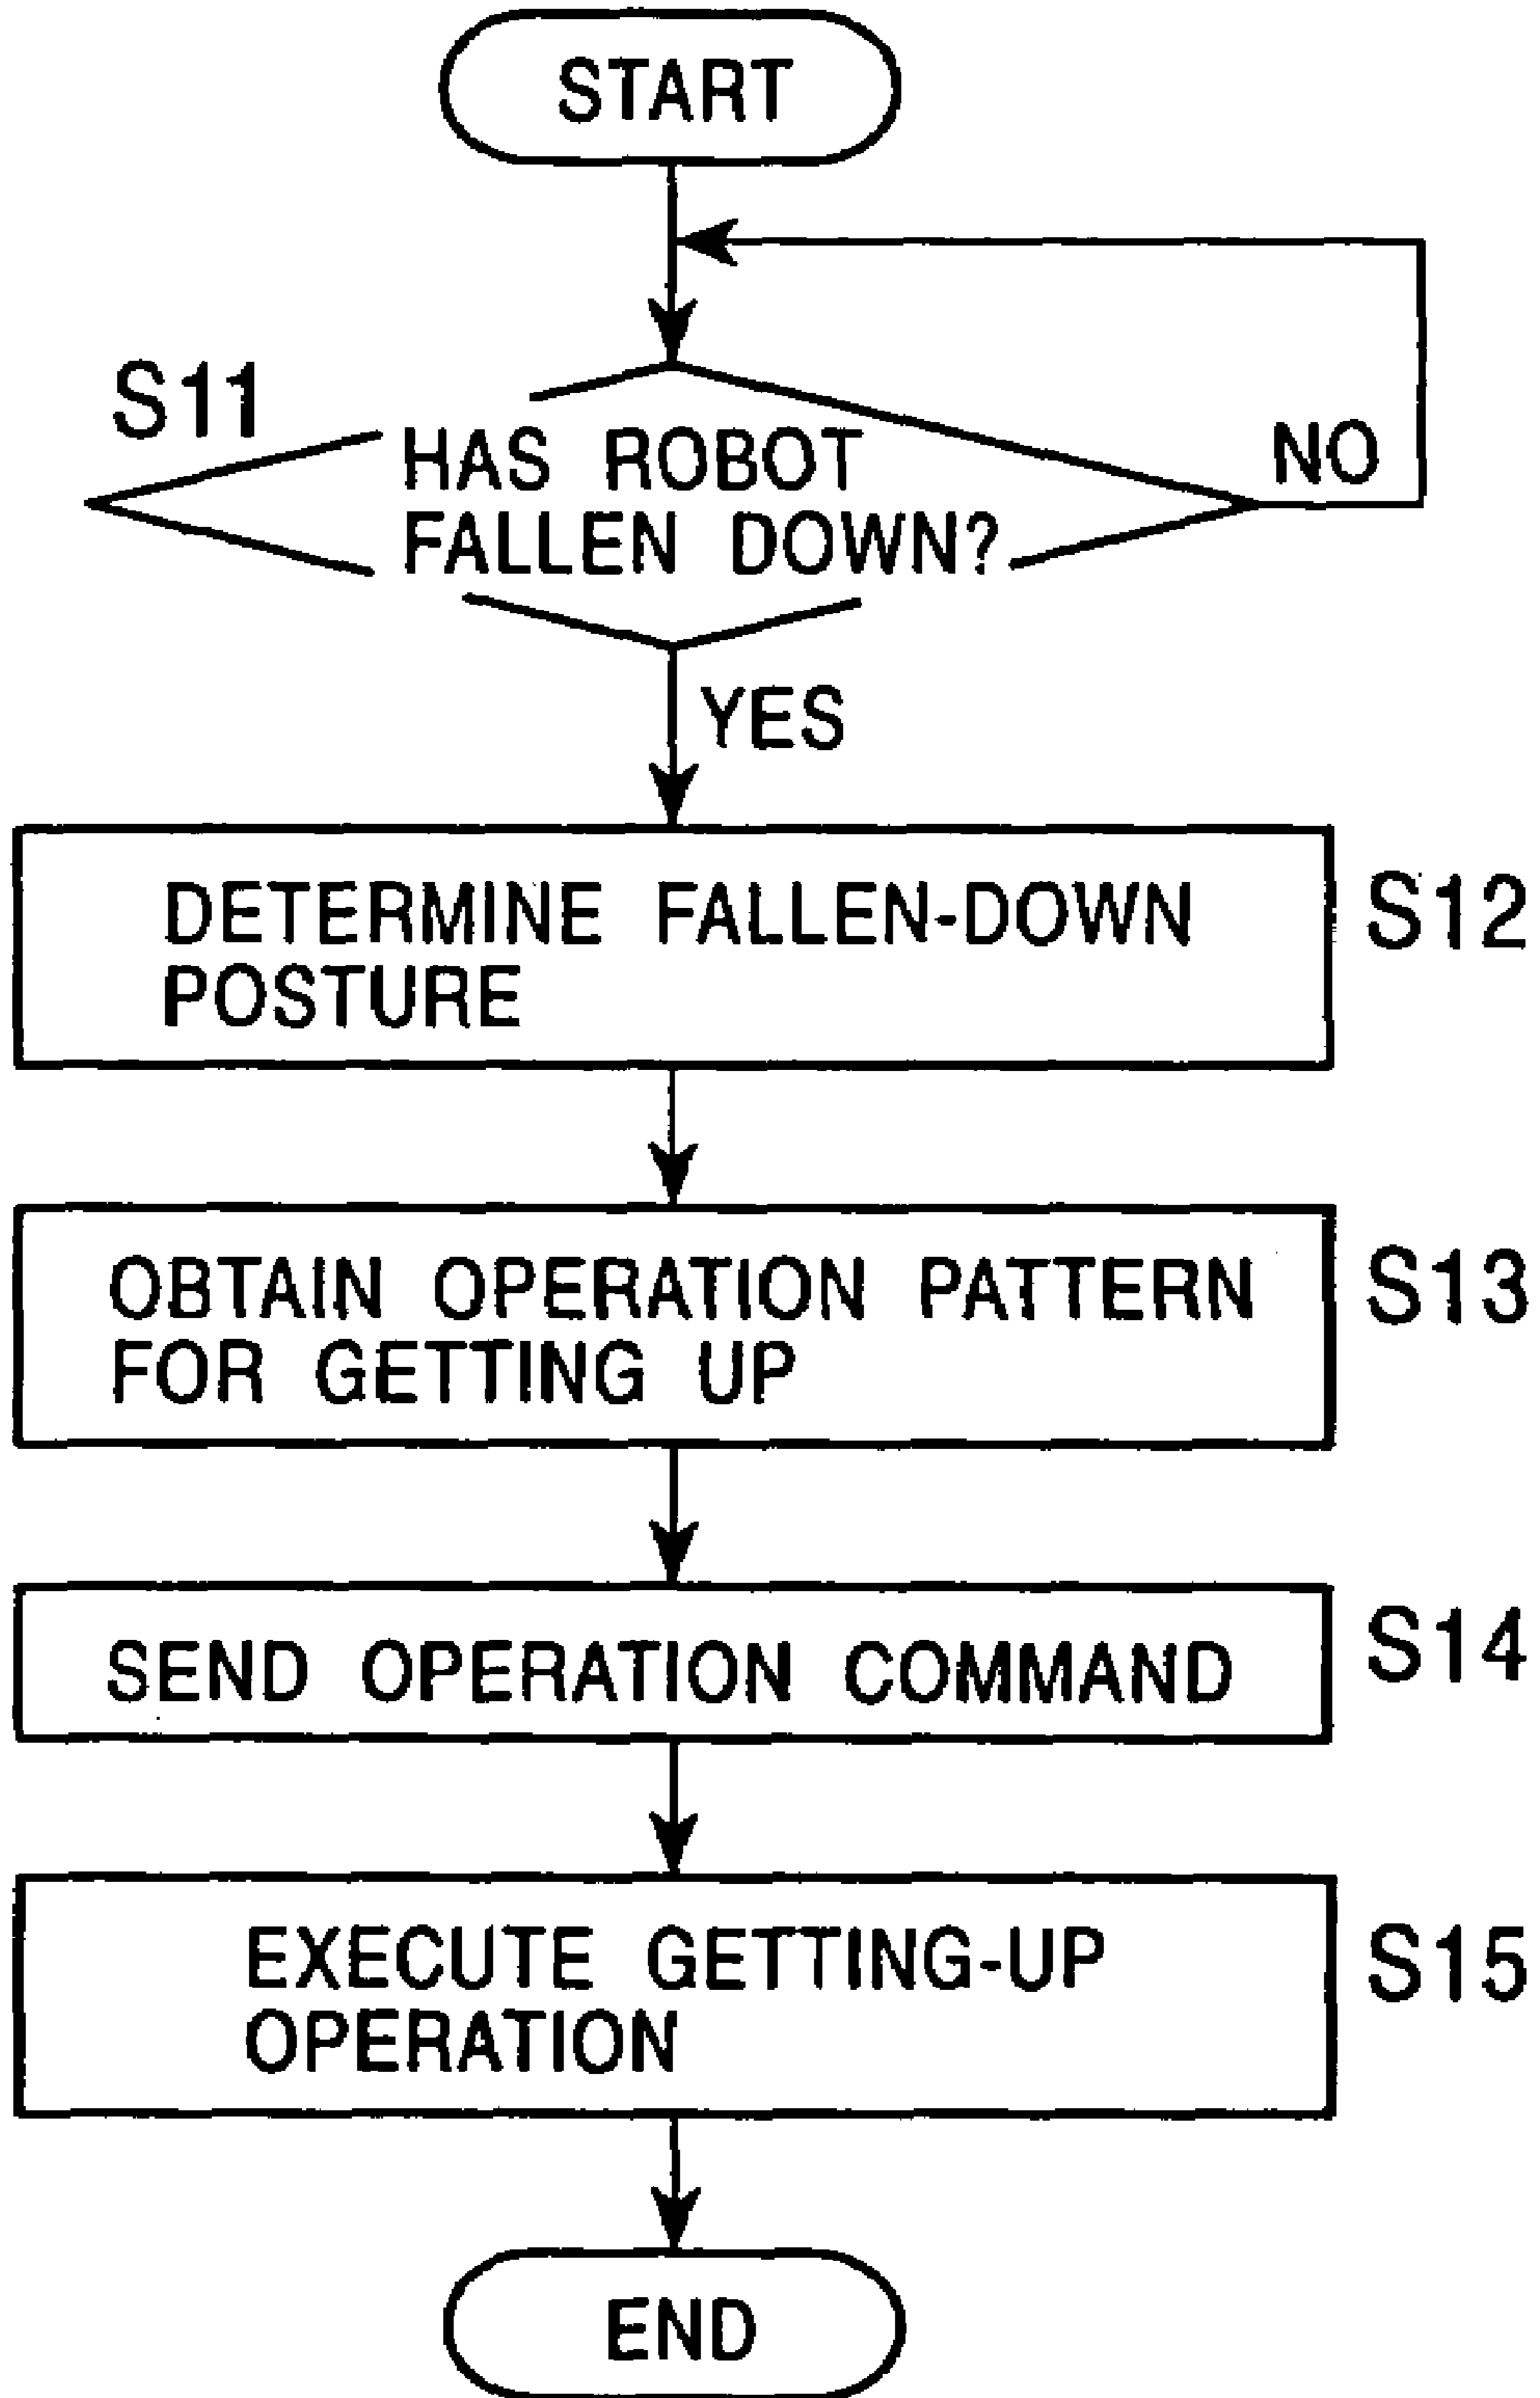 START
S11
HAS ROBOT
FALLEN DOWN?
NO
YES
DETERMINE FALLEN-DOWN
POSTURE
S12
OBTAIN OPERATION PATTERN
FOR GETTING UP
S13
SEND OPERATION COMMAND
S14
EXECUTE GETTING-UP
OPERATION
S15
END